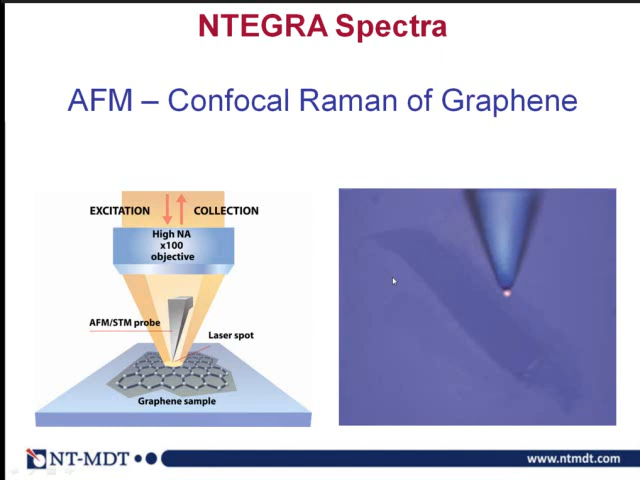 NTEGRA Spectra
AFM – Confocal Raman of Graphene
EXCITATION
COLLECTION
High NA
x100
objective
AFM/STM probe
Laser spot
Graphene sample
NT-MDT
www.ntmdt.com